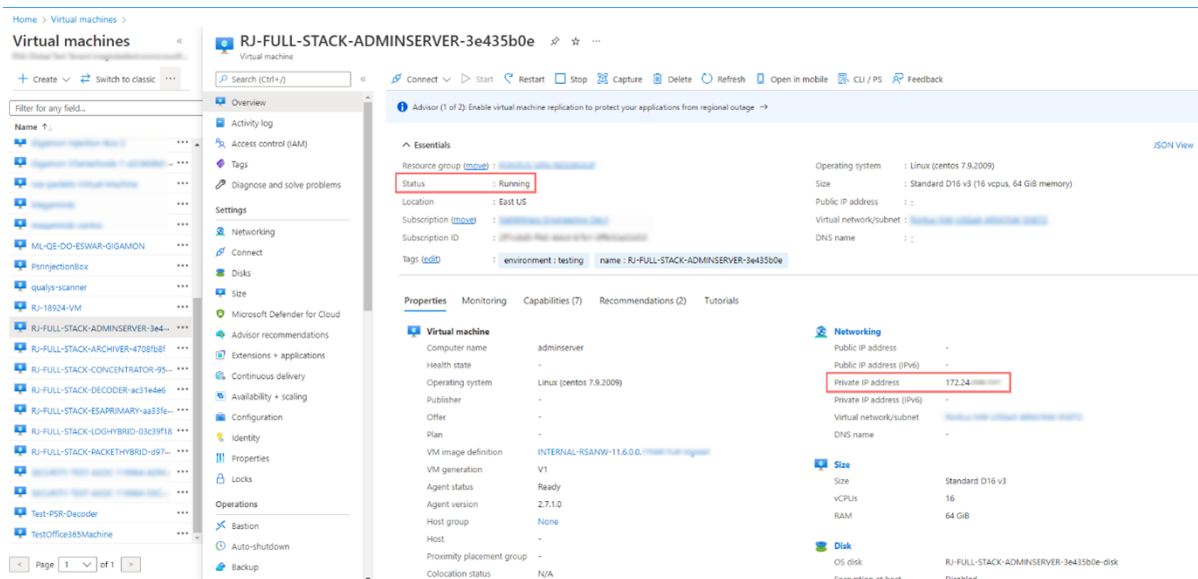 Home > Virtual machines >
Virtual machines
Create
Switch to classic
Filter for any field...
Name
ML-QE-DO-ESWAR-GIGAMON
PsrInjectionBox
qualys-scanner
RJ-18924-VM
RJ-FULL-STACK-ADMINSERVER-3e4...
RJ-FULL-STACK-ARCHIVER-4708fb8f
RJ-FULL-STACK-CONCENTRATOR-95...
RJ-FULL-STACK-DECODER-ac31e4e6
RJ-FULL-STACK-ESAPRIMARY-aa33fe...
RJ-FULL-STACK-LOGHYBRID-03c39f18
RJ-FULL-STACK-PACKETHYBRID-d97...
Test-PSR-Decoder
TestOffice365Machine
< Page 1 of 1 >
RJ-FULL-STACK-ADMINSERVER-3e435b0e
Virtual machine
Search (Ctrl+/)
Overview
Activity log
Access control (IAM)
Tags
Diagnose and solve problems
Settings
Networking
Connect
Disks
Size
Microsoft Defender for Cloud
Advisor recommendations
Extensions + applications
Continuous delivery
Availability + scaling
Configuration
Identity
Properties
Locks
Operations
Bastion
Auto-shutdown
Backup
Connect Start Restart Stop Capture Delete Refresh Open in mobile CLI / PS Feedback
Advisor (1 of 2): Enable virtual machine replication to protect your applications from regional outage →
Essentials
JSON View
Resource group (move) :
Status : Running
Location : East US
Subscription (move) :
Subscription ID :
Tags (edit) : environment : testing name : RJ-FULL-STACK-ADMINSERVER-3e435b0e
Operating system : Linux (centos 7.9.2009)
Size : Standard D16 v3 (16 vcpus, 64 GiB memory)
Public IP address : -
Virtual network/subnet :
DNS name : -
Properties Monitoring Capabilities (7) Recommendations (2) Tutorials
Virtual machine
Computer name adminserver
Health state -
Operating system Linux (centos 7.9.2009)
Publisher -
Offer -
Plan -
VM image definition INTERNAL-RSANW-11.6.0.0.
VM generation V1
Agent status Ready
Agent version 2.7.1.0
Host group None
Host -
Proximity placement group -
Colocation status N/A
Networking
Public IP address -
Public IP address (IPv6) -
Private IP address 172.24
Private IP address (IPv6) -
Virtual network/subnet
DNS name -
Size
Size Standard D16 v3
vCPUs 16
RAM 64 GiB
Disk
OS disk RJ-FULL-STACK-ADMINSERVER-3e435b0e-disk
Encryption at host Disabled